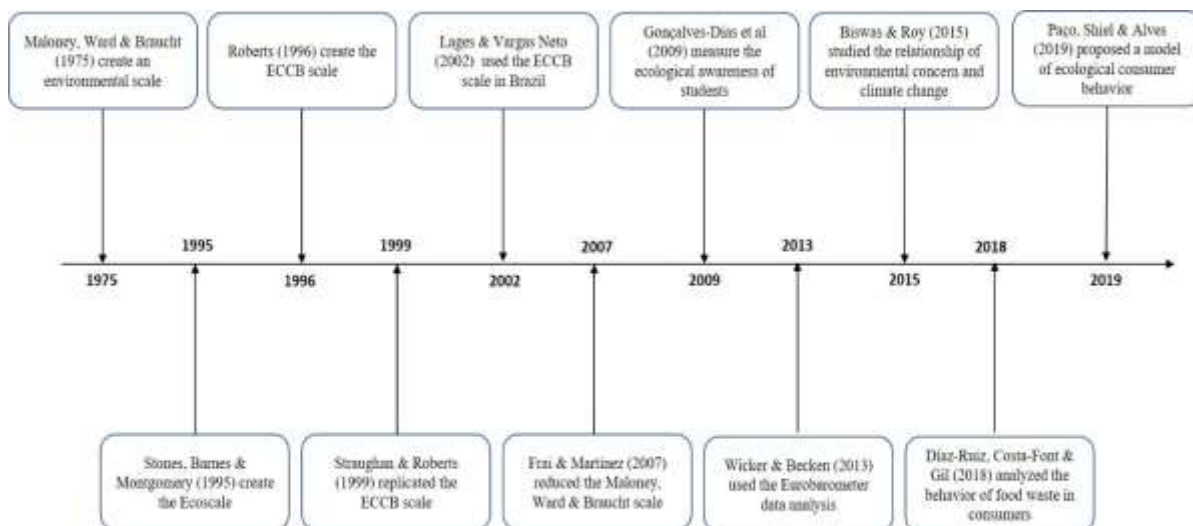 Maloney, Ward & Braucht
(1975) create an
environmental scale
Roberts (1996) create the
ECCB scale
Lages & Vargas Neto
(2002) used the ECCB
scale in Brazil
Gonçalves-Dias et al
(2009) measure the
ecological awareness of
students
Biswas & Roy (2015)
studied the relationship of
environmental concern and
climate change
Paço, Shiel & Alves
(2019) proposed a model
of ecological consumer
behavior
1995
1999
2007
2013
2018
1975
1996
2002
2009
2015
2019
Stones, Barnes &
Montgomery (1995) create
the Ecoscale
Straughan & Roberts
(1999) replicated the
ECCB scale
Frai & Martinez (2007)
reduced the Maloney,
Ward & Braucht scale
Wicker & Becken (2013)
used the Eurobarometer
data analysis
Díaz-Ruiz, Costa-Font &
Gil (2018) analyzed the
behavior of food waste in
consumers